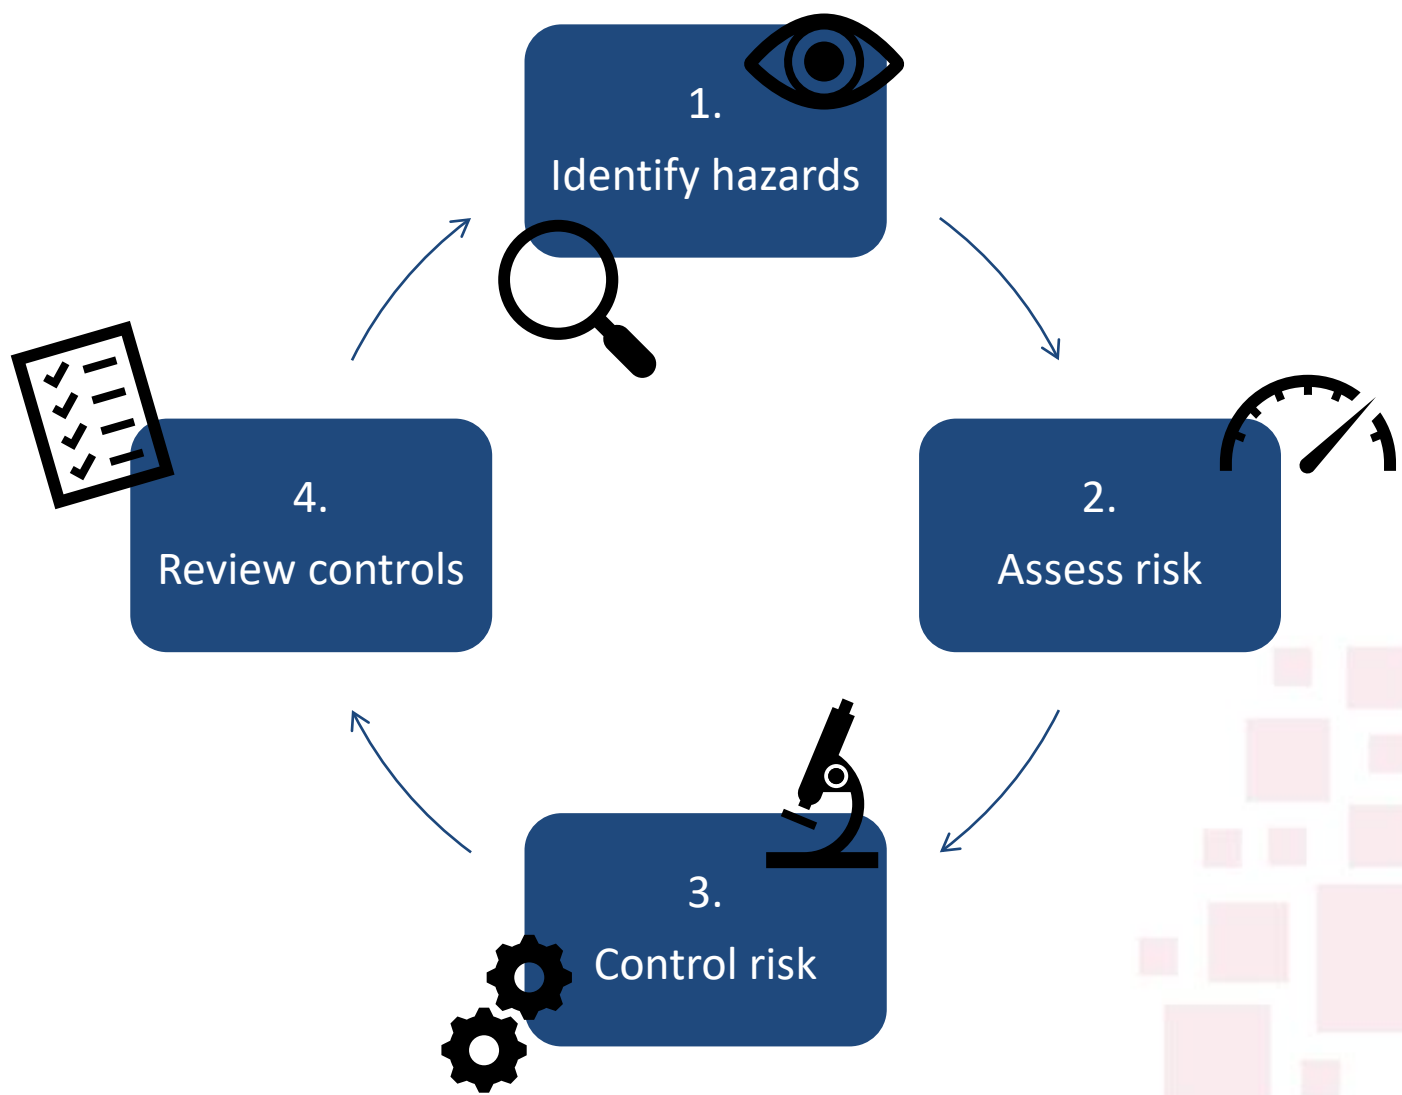 1.
Identify hazards
2.
Assess risk
3.
Control risk
4.
Review controls